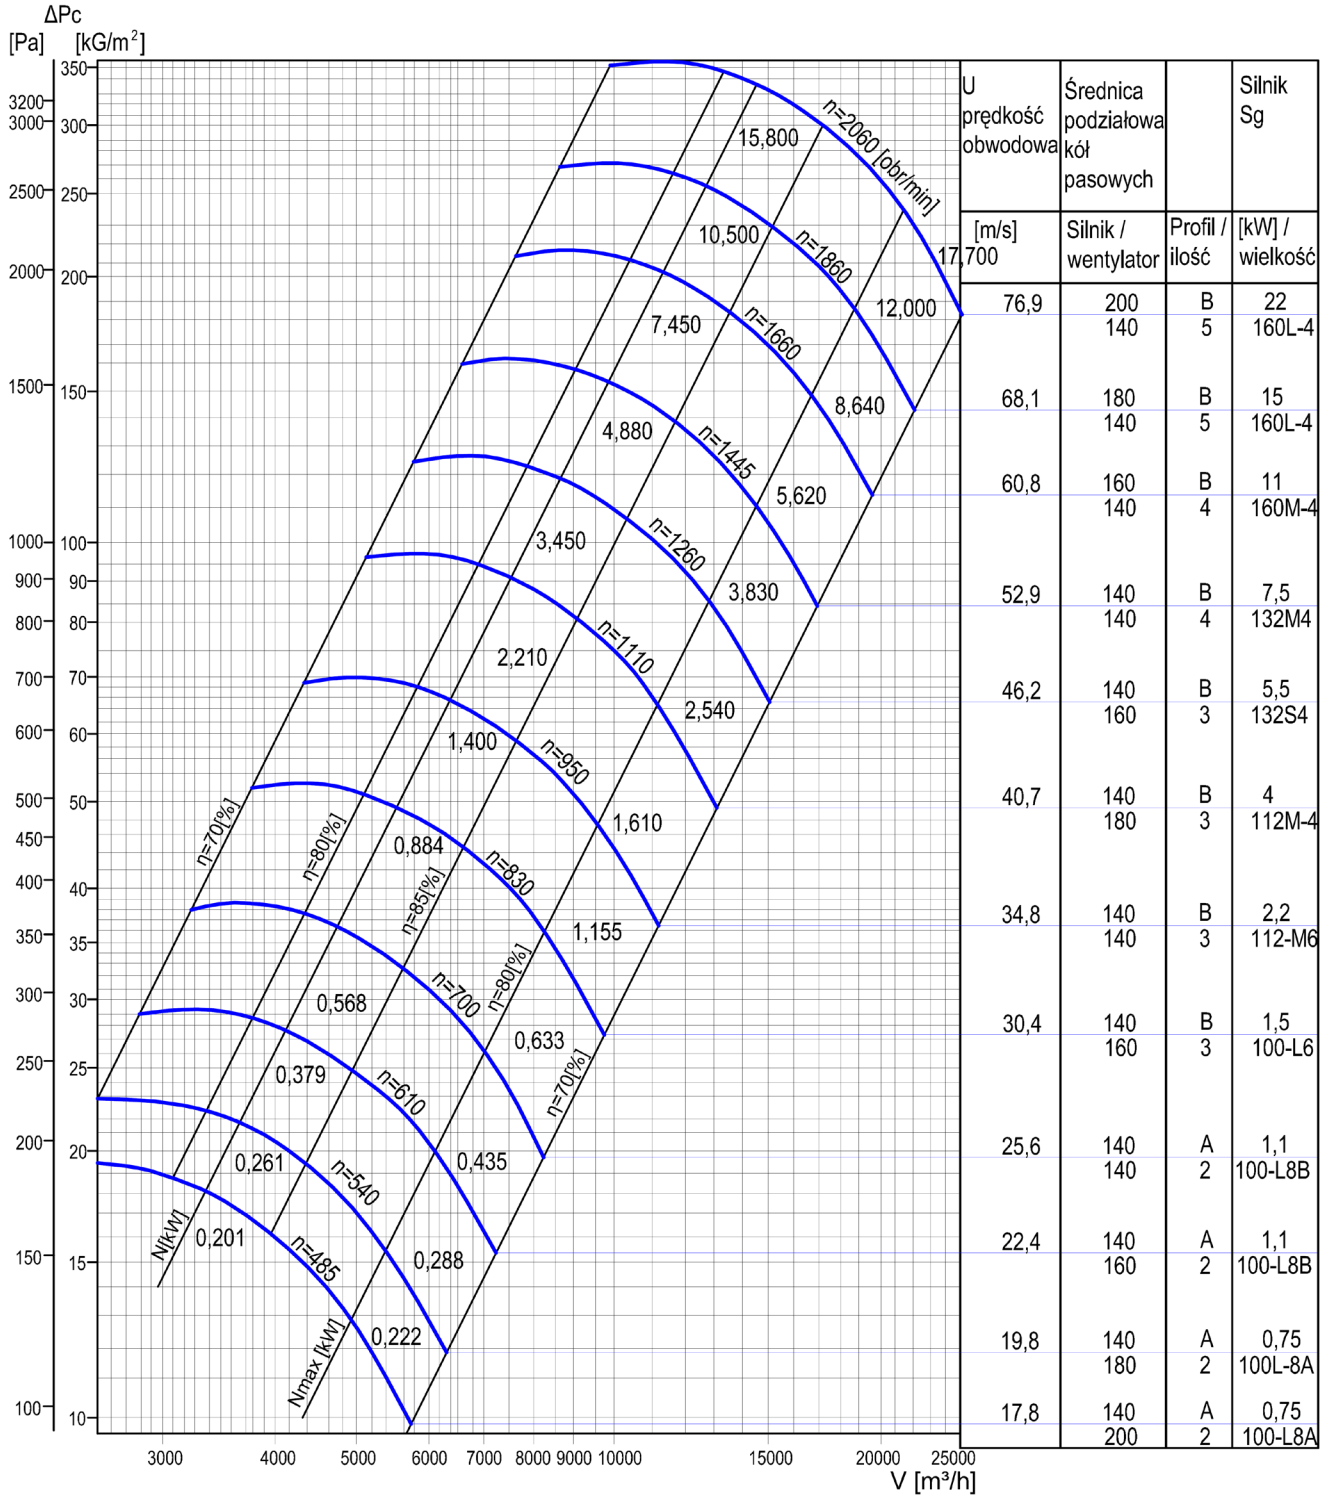 ΔPc
[Pa] [kG/m²]
350
3200
3000 300
2500 250
2000 200
1500 150
1000 100
900 90
800 80
700 70
600 60
500 50
450
400 40
350 35
300 30
250 25
200 20
150 15
100 10
3000 4000 5000 6000 7000 8000 9000 10000 15000 20000 25000
V [m³/h]
n=2060 [obr/min]
15,800
17,700
n=1860
10,500
12,000
n=1660
7,450
8,640
n=1445
4,880
5,620
n=1260
3,450
3,830
n=1110
2,210
2,540
n=950
1,400
1,610
n=830
0,884
1,155
n=700
0,568
0,633
n=610
0,379
0,435
n=540
0,261
0,288
n=485
0,201
0,222
η=70[%]
η=80[%]
η=85[%]
η=80[%]
η=70[%]
N[kW]
Nmax [kW]
U
prędkość
obwodowa
Średnica
podziałowa
kół
pasowych
Silnik
Sg
[m/s] Silnik / Profil / [kW] /
wentylator ilość wielkość
76,9 200 B 22
140 5 160L-4
68,1 180 B 15
140 5 160L-4
60,8 160 B 11
140 4 160M-4
52,9 140 B 7,5
140 4 132M4
46,2 140 B 5,5
160 3 132S4
40,7 140 B 4
180 3 112M-4
34,8 140 B 2,2
140 3 112-M6
30,4 140 B 1,5
160 3 100-L6
25,6 140 A 1,1
140 2 100-L8B
22,4 140 A 1,1
160 2 100-L8B
19,8 140 A 0,75
180 2 100L-8A
17,8 140 A 0,75
200 2 100-L8A